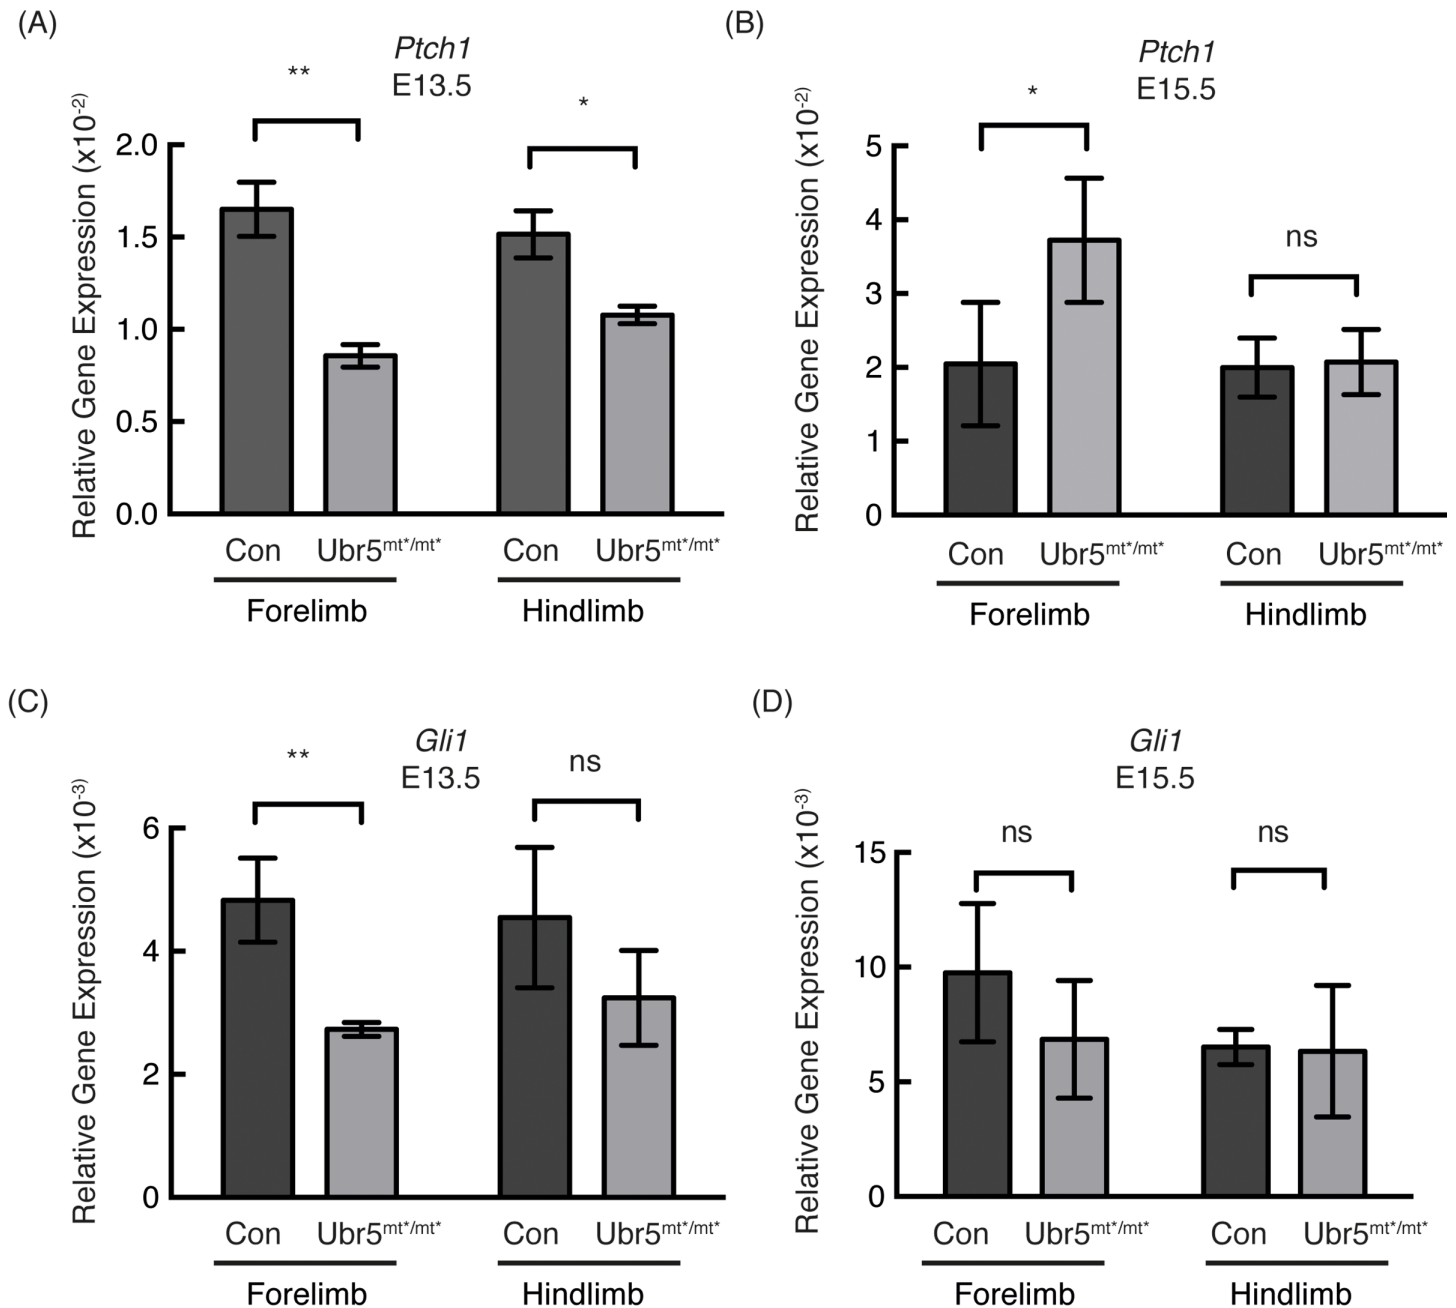 (A)
Ptch1
E13.5
**
*
Relative Gene Expression (x10-2)
2.0
1.5
1.0
0.5
0.0
Con Ubr5mt*/mt* Con Ubr5mt*/mt*
Forelimb Hindlimb
(B)
Ptch1
E15.5
*
ns
Relative Gene Expression (x10-2)
5
4
3
2
1
0
Con Ubr5mt*/mt* Con Ubr5mt*/mt*
Forelimb Hindlimb
(C)
Gli1
E13.5
**
ns
Relative Gene Expression (x10-3)
6
4
2
0
Con Ubr5mt*/mt* Con Ubr5mt*/mt*
Forelimb Hindlimb
(D)
Gli1
E15.5
ns ns
Relative Gene Expression (x10-3)
15
10
5
0
Con Ubr5mt*/mt* Con Ubr5mt*/mt*
Forelimb Hindlimb